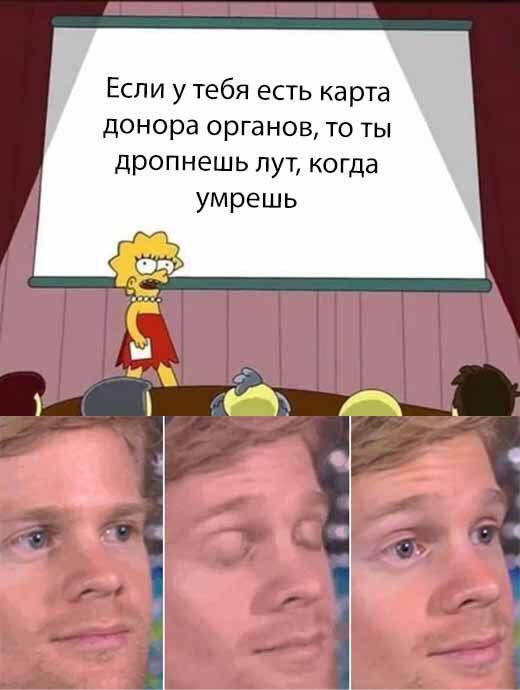 Если у тебя есть карта
донора органов, то ты
дропнешь лут, когда
умрешь